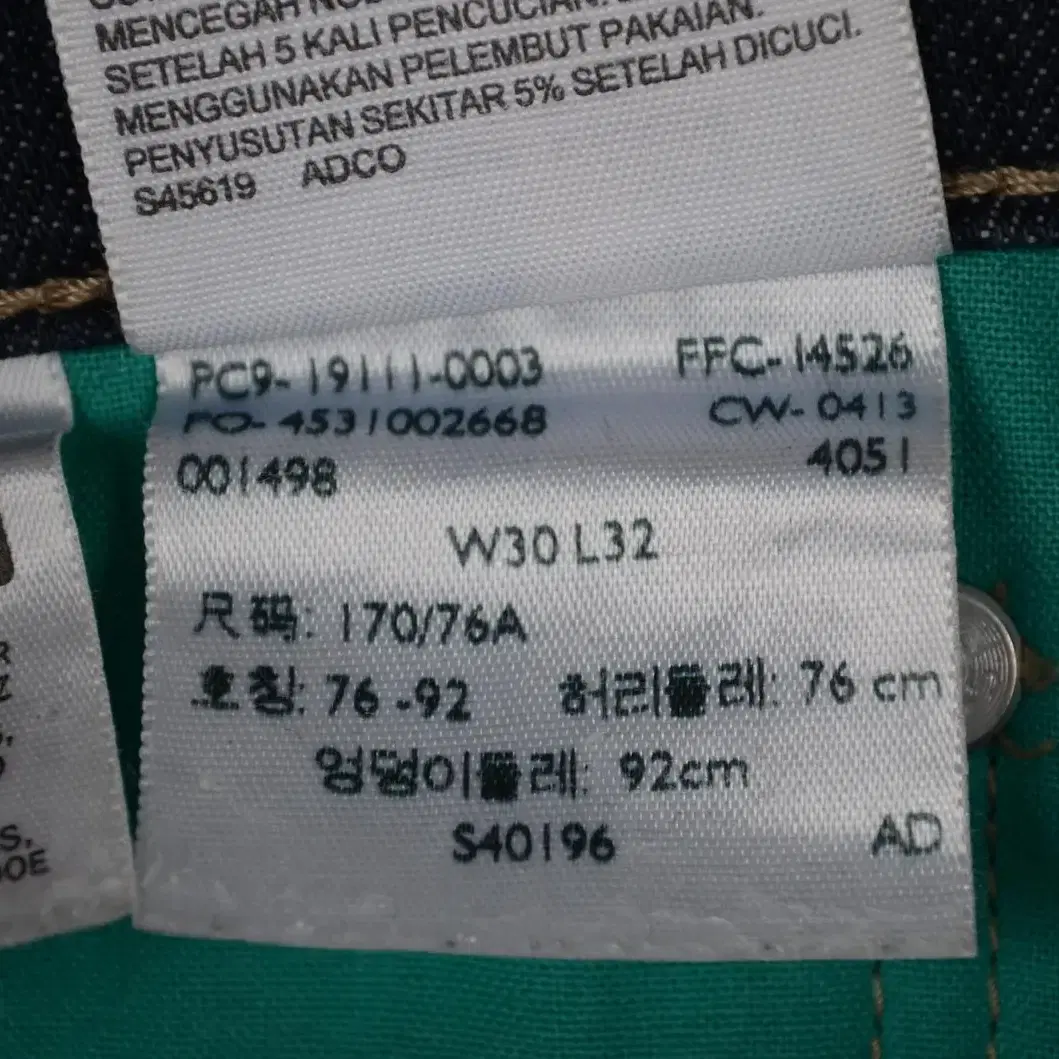 MENCEGAH
SETELAH 5 KALI PENCUCIAN.
MENGGUNAKAN PELEMBUT PAKAIAN.
PENYUSUTAN SEKITAR 5% SETELAH DICUCI.
S45619 ADCO
PC9-19111-0003 FFC-14526
PO-4531002668 CW-0413
001498 4051
W30 L32
尺码: 170/76A
호칭: 76 -92 허리둘레: 76 cm
엉덩이둘레: 92cm
S40196 AD